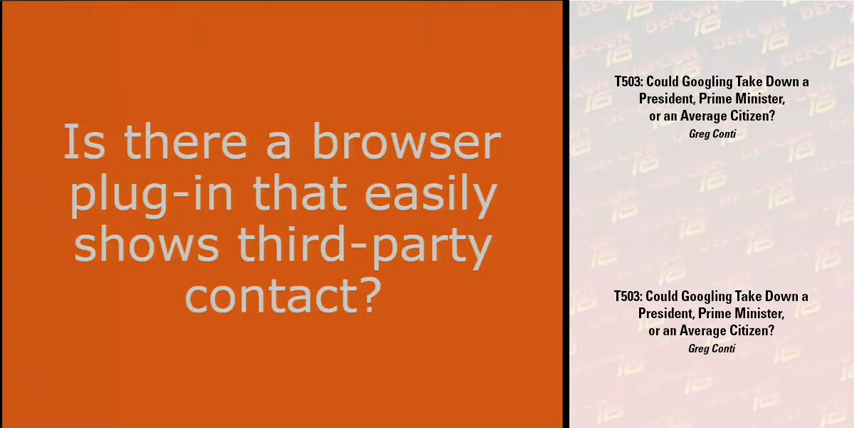 Is there a browser
plug-in that easily
shows third-party
contact?
T503: Could Googling Take Down a
President, Prime Minister,
or an Average Citizen?
Greg Conti
T503: Could Googling Take Down a
President, Prime Minister,
or an Average Citizen?
Greg Conti
DEFCON
16